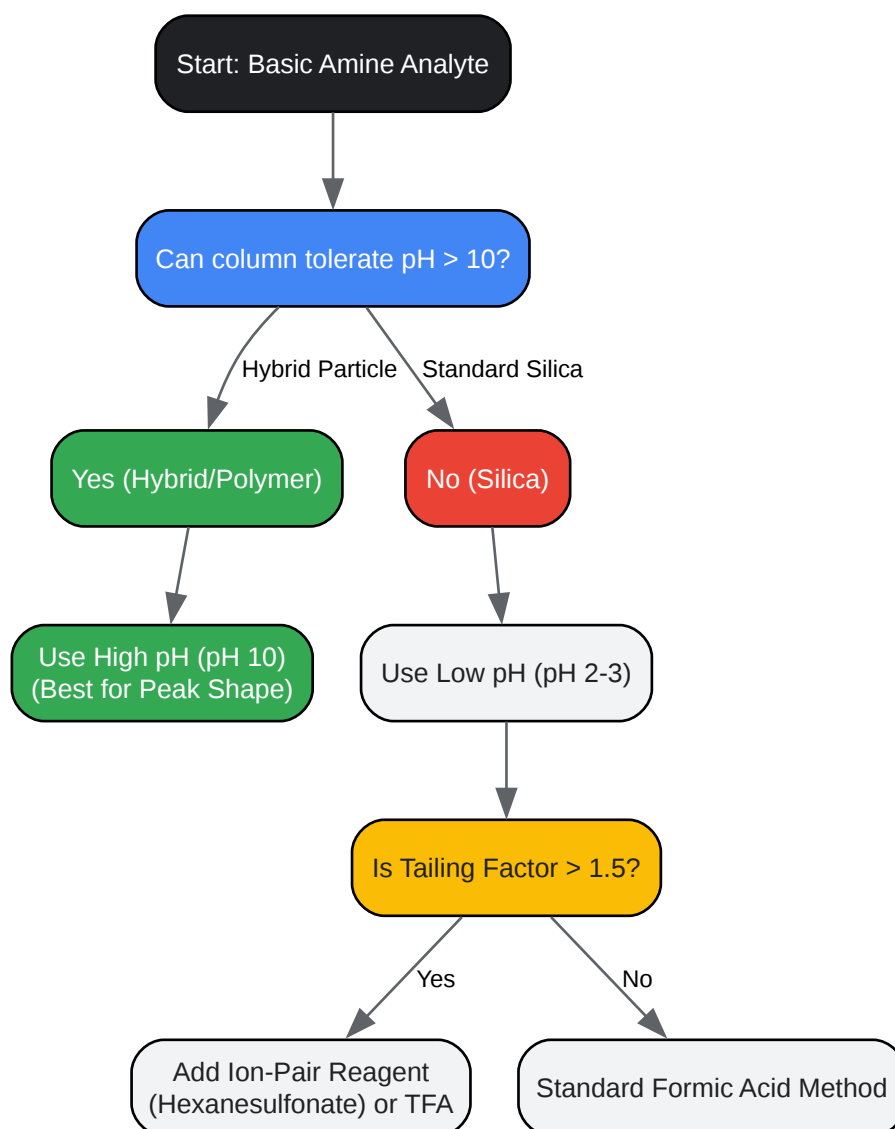 Start: Basic Amine Analyte
Can column tolerate pH > 10?
Hybrid Particle
Standard Silica
Yes (Hybrid/Polymer)
No (Silica)
Use High pH (pH 10)
(Best for Peak Shape)
Use Low pH (pH 2-3)
Is Tailing Factor > 1.5?
Yes
No
Add Ion-Pair Reagent
(Hexanesulfonate) or TFA
Standard Formic Acid Method